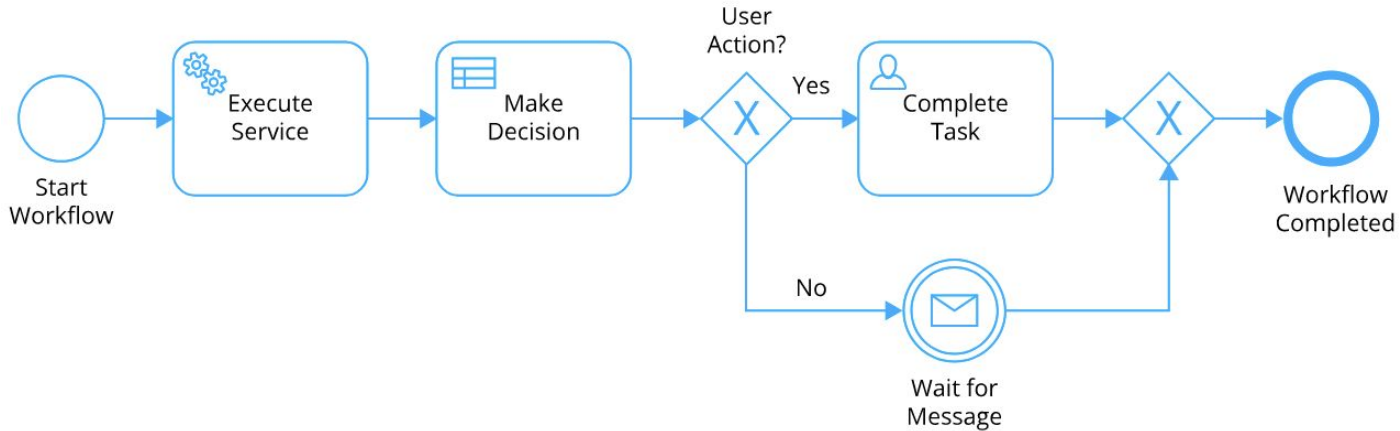 Start
Workflow
Execute
Service
Make
Decision
User
Action?
X
Yes
Complete
Task
X
No
Wait for
Message
Workflow
Completed